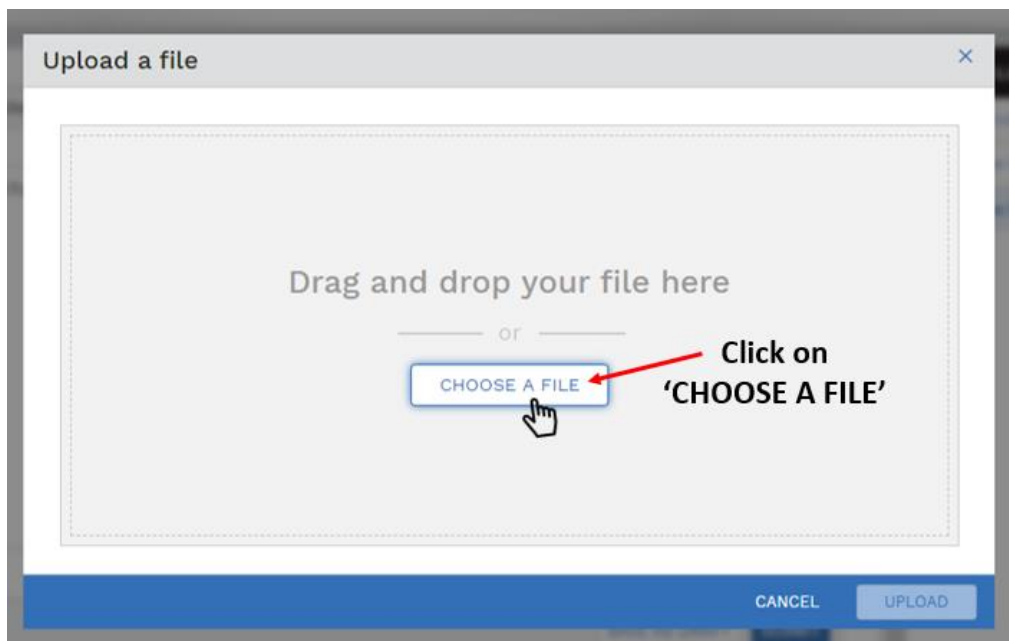 Upload a file
×
Drag and drop your file here
or
CHOOSE A FILE
Click on
‘CHOOSE A FILE’
CANCEL
UPLOAD